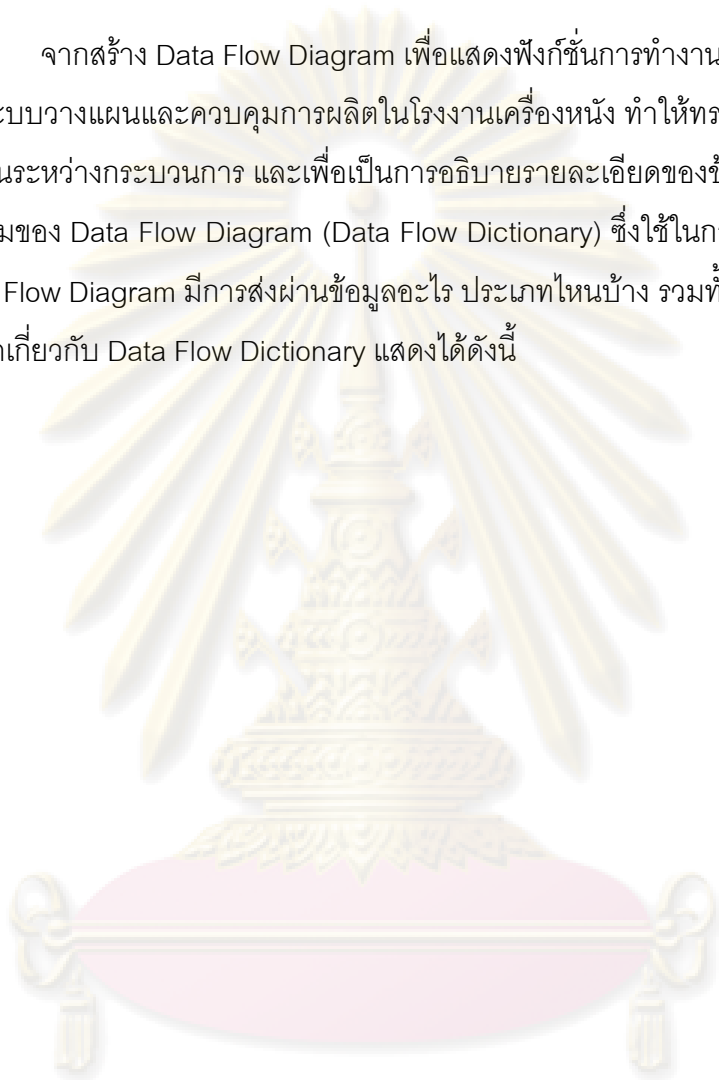 จากสร้าง Data Flow Diagram เพื่อแสดงฟังก์ชั่นการทำงาน
ะบบวางแผนและควบคุมการผลิตในโรงงานเครื่องหนัง ทำให้ทร
นระหว่างกระบวนการ และเพื่อเป็นการอธิบายรายละเอียดของข้
มของ Data Flow Diagram (Data Flow Dictionary) ซึ่งใช้ในก
Flow Diagram มีการส่งผ่านข้อมูลอะไร ประเภทไหนบ้าง รวมทั้
เกี่ยวกับ Data Flow Dictionary แสดงได้ดังนี้